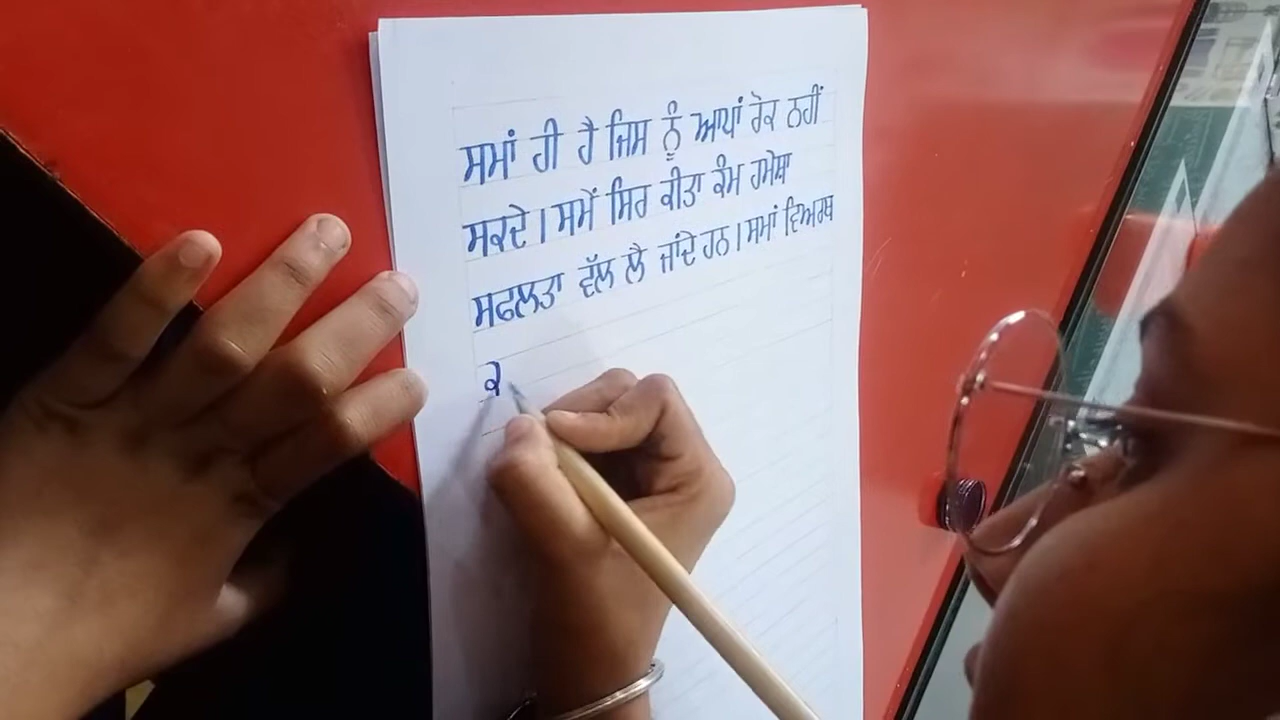 ਸਮਾਂ ਹੀ ਹੈ ਜਿਸ ਨੂੰ ਆਪਾਂ ਰੋਕ ਨਹੀਂ
ਸਕਦੇ। ਸਮੇਂ ਸਿਰ ਕੀਤਾ ਕੰਮ ਹਮੇਸ਼ਾ
ਸਫਲਤਾ ਵੱਲ ਲੈ ਜਾਂਦੇ ਹਨ। ਸਮਾਂ ਵਿਅਰਥ
ਕ